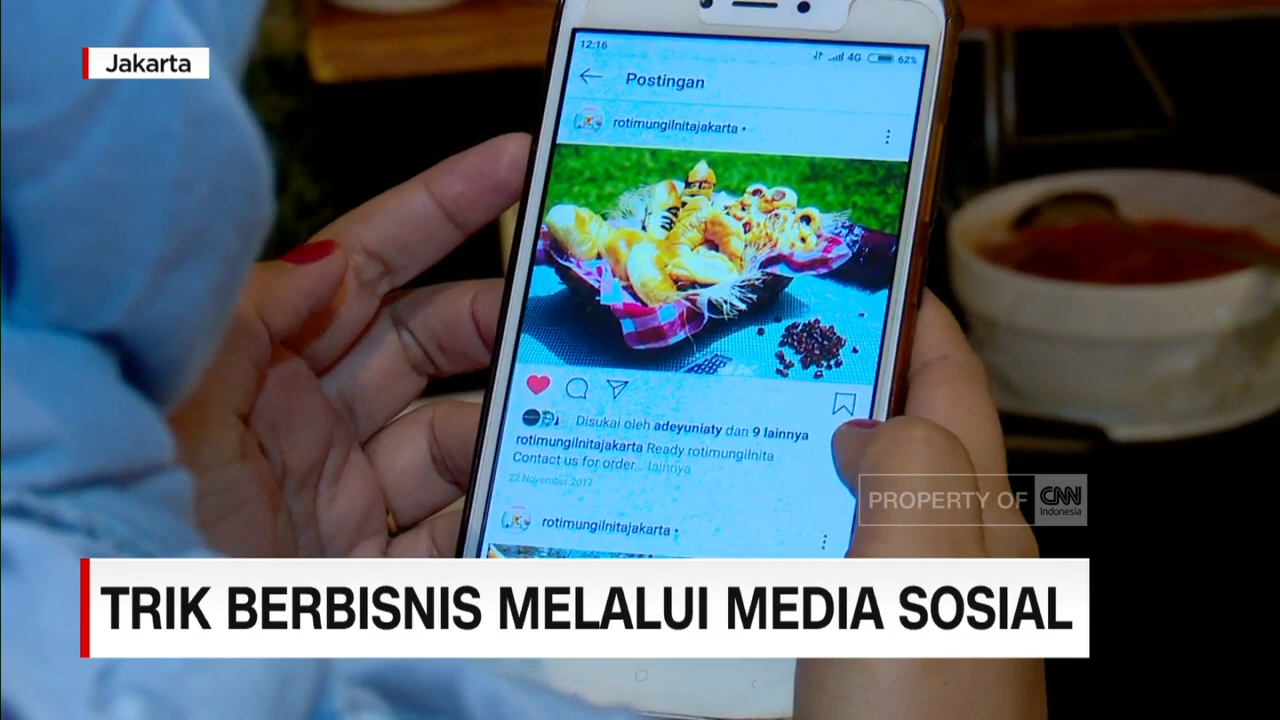 Jakarta
12:16
4G
62%
Postingan
rotimungilnitajakarta •
Disukai oleh adeyuniaty dan 9 lainnya
rotimungilnitajakarta Ready rotimungilnita
Contact us for order... lainnya
22 November 2017
rotimungilnitajakarta •
PROPERTY OF CNN Indonesia
TRIK BERBISNIS MELALUI MEDIA SOSIAL